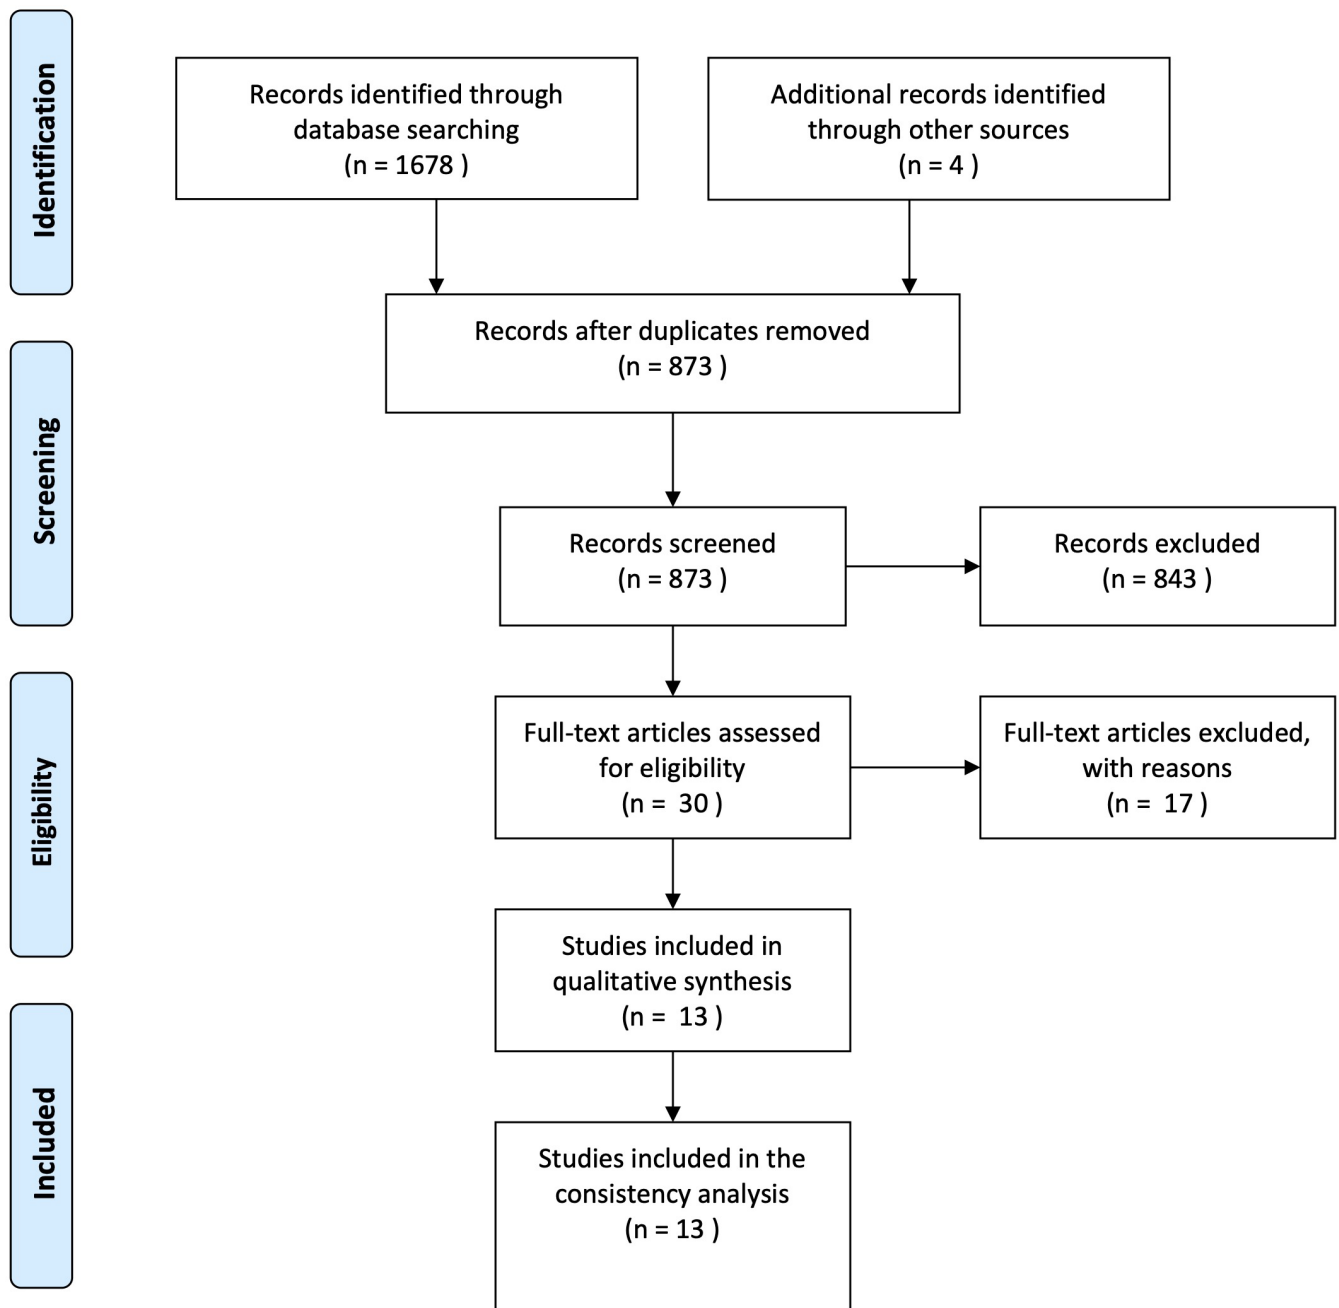 Identification
Records identified through
database searching
(n = 1678 )
Additional records identified
through other sources
(n = 4 )
Records after duplicates removed
(n = 873 )
Screening
Records screened
(n = 873 )
Records excluded
(n = 843 )
Eligibility
Full-text articles assessed
for eligibility
(n =  30 )
Full-text articles excluded,
with reasons
(n =  17 )
Studies included in
qualitative synthesis
(n =  13 )
Included
Studies included in the
consistency analysis
(n = 13 )